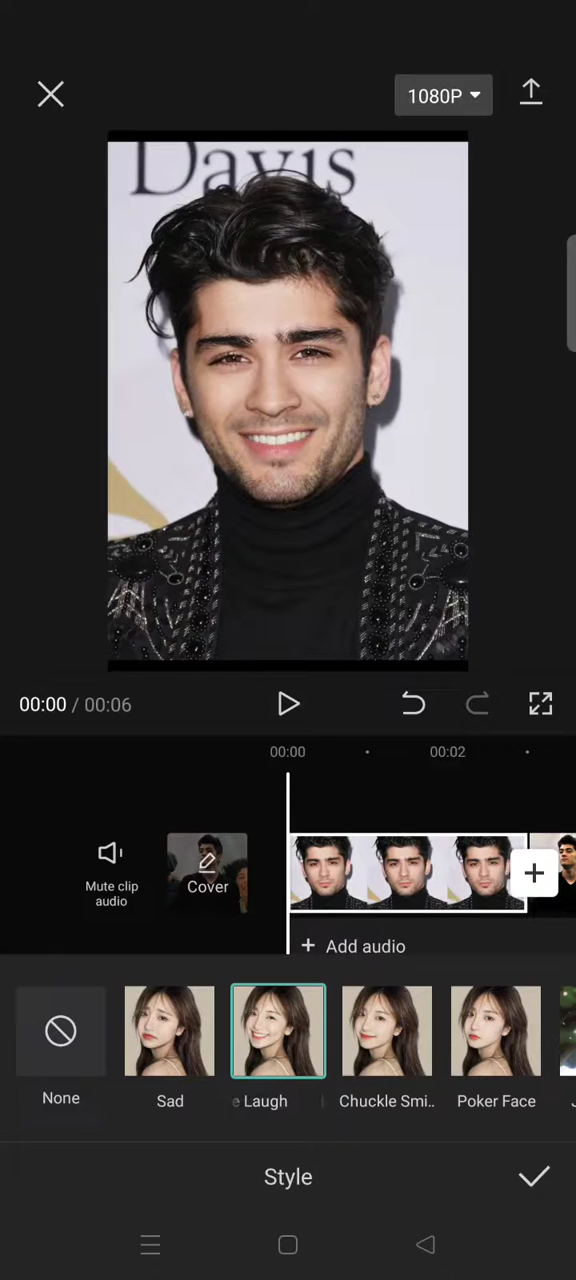 1080P
Davis
00:00 / 00:06
00:00
00:02
Mute clip
audio
Cover
+ Add audio
None
Sad
e Laugh
Chuckle Smi..
Poker Face
Style